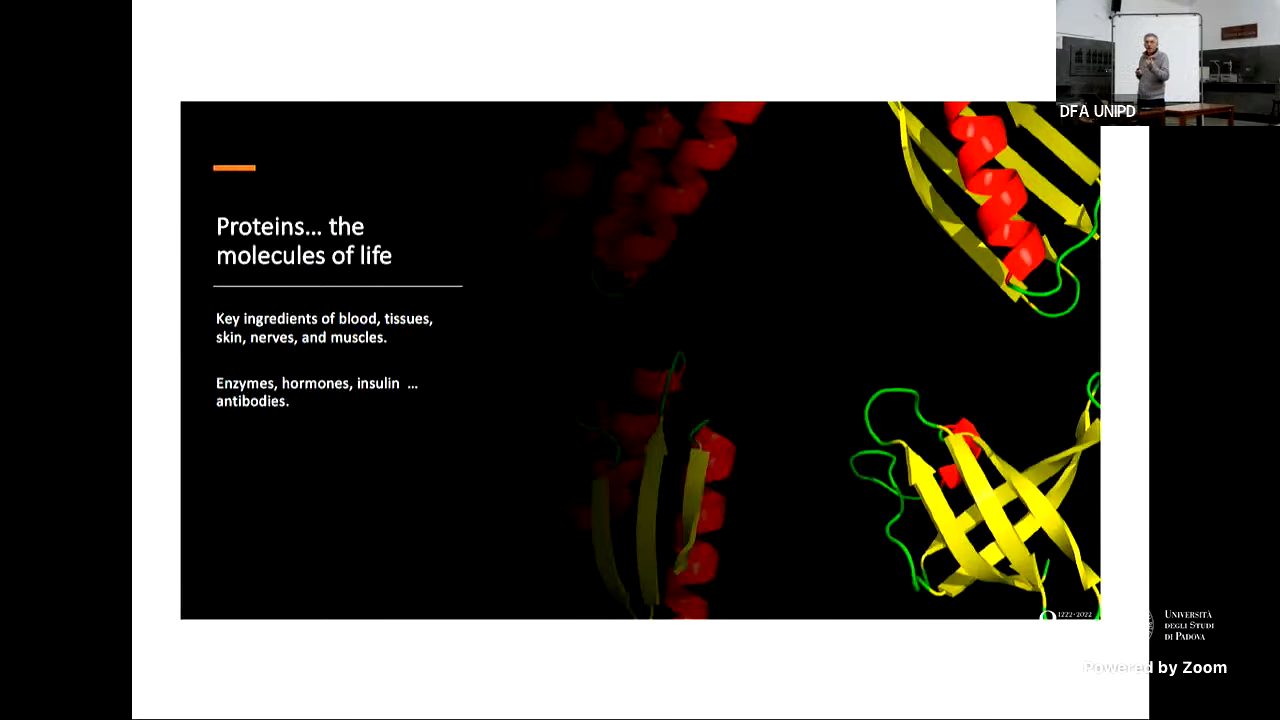 DFA UNIPD
Proteins... the
molecules of life
Key ingredients of blood, tissues,
skin, nerves, and muscles.
Enzymes, hormones, insulin ...
antibodies.
1222·2022
UNIVERSITÀ
DEGLI STUDI
DI PADOVA
Powered by Zoom